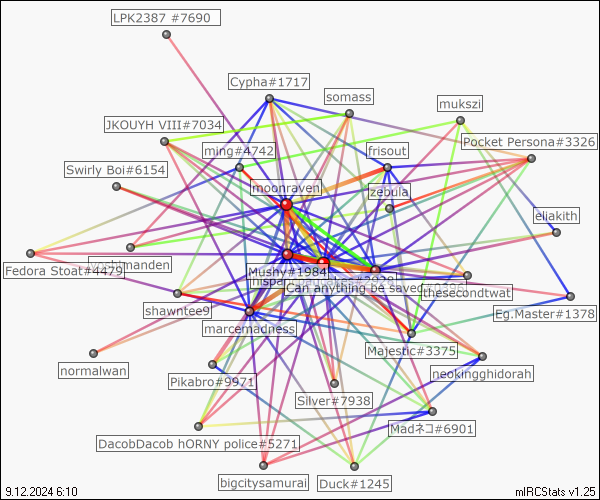 LPK2387 #7690
Cypha#1717
somass
mukszi
JKOUYH VIII#7034
Pocket Persona#3326
ming#4742
frisout
Swirly Boi#6154
moonraven
zebula
eljakith
manden
Fedora Stoat#4479
Mushy#1984
Can anything be saved
thesecondtwat
shawntee9
Eg.Master#1378
marcemadness
Majestic#3375
normalwan
neokingghidorah
Pikabro#9971
Silver#7938
Madネコ#6901
DacobDacob hORNY police#5271
bigcitysamurai
Duck#1245
9.12.2024 6:10
mIRCStats v1.25